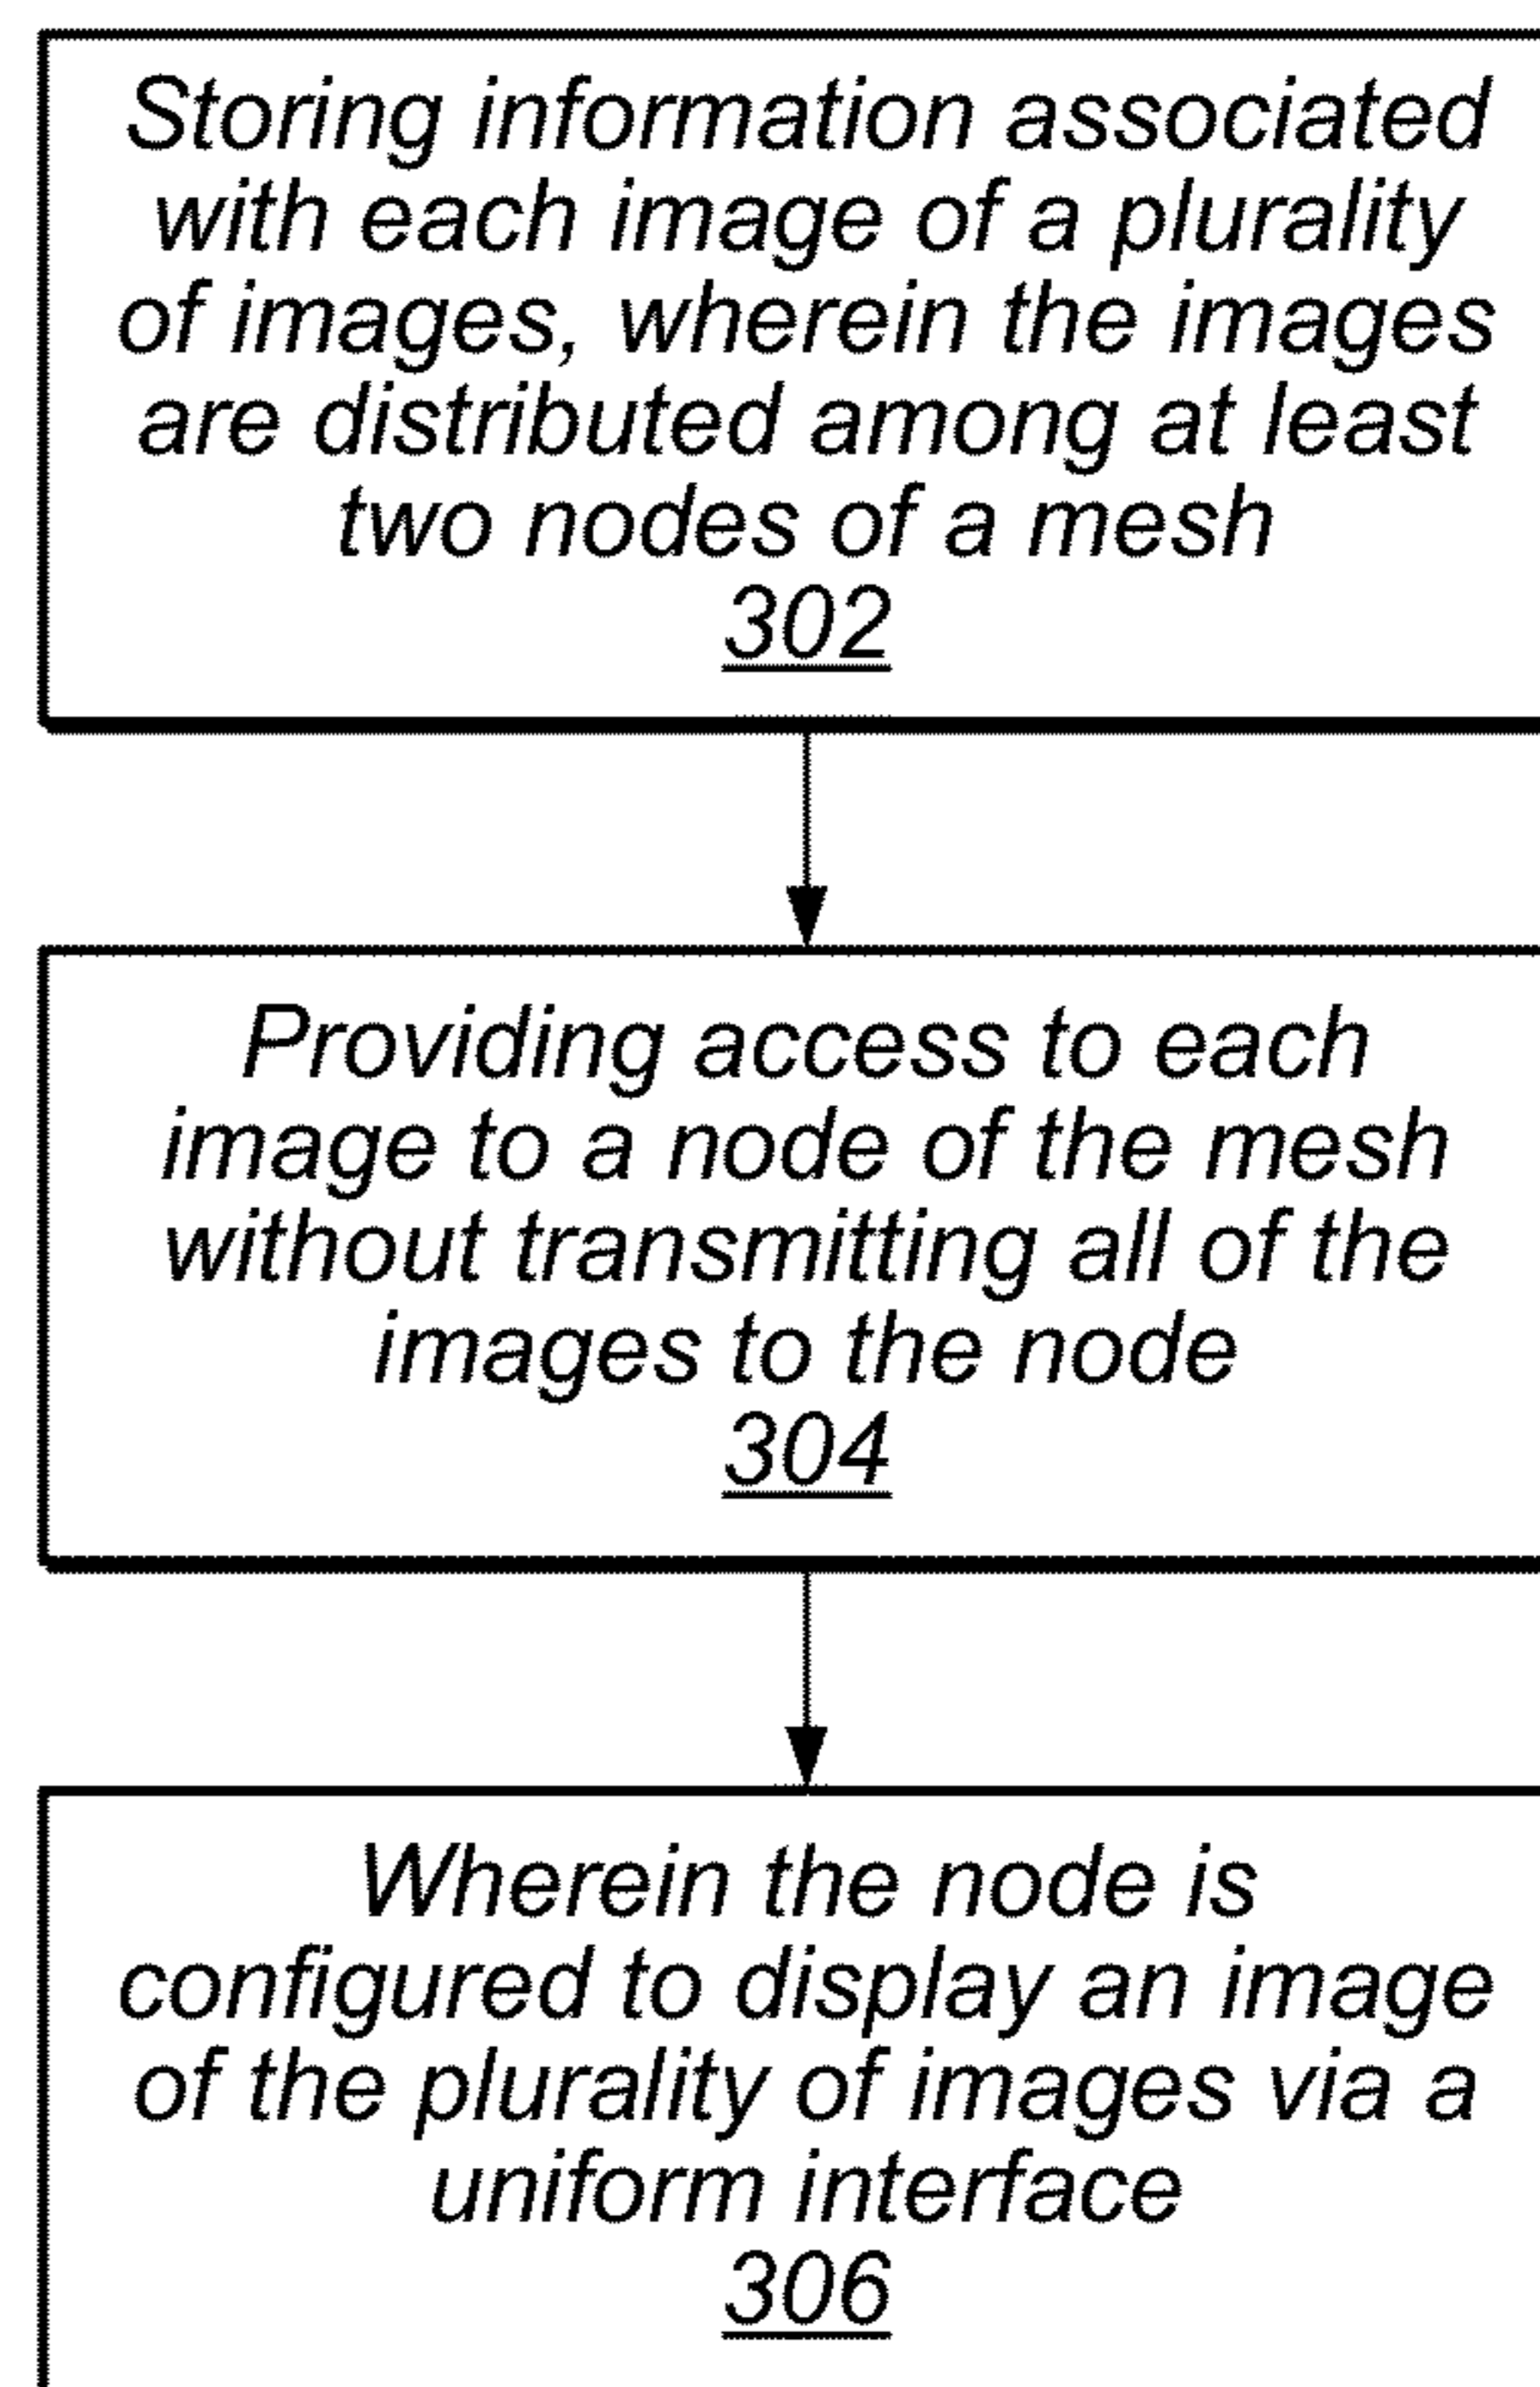 Storing information associated
with each image of a plurality
of images, wherein the images
are distributed among at least
two nodes of a mesh
302
Providing access to each
image to a node of the mesh
without transmitting all of the
images to the node
304
Wherein the node is
configured to display an image
of the plurality of images via a
uniform interface
306